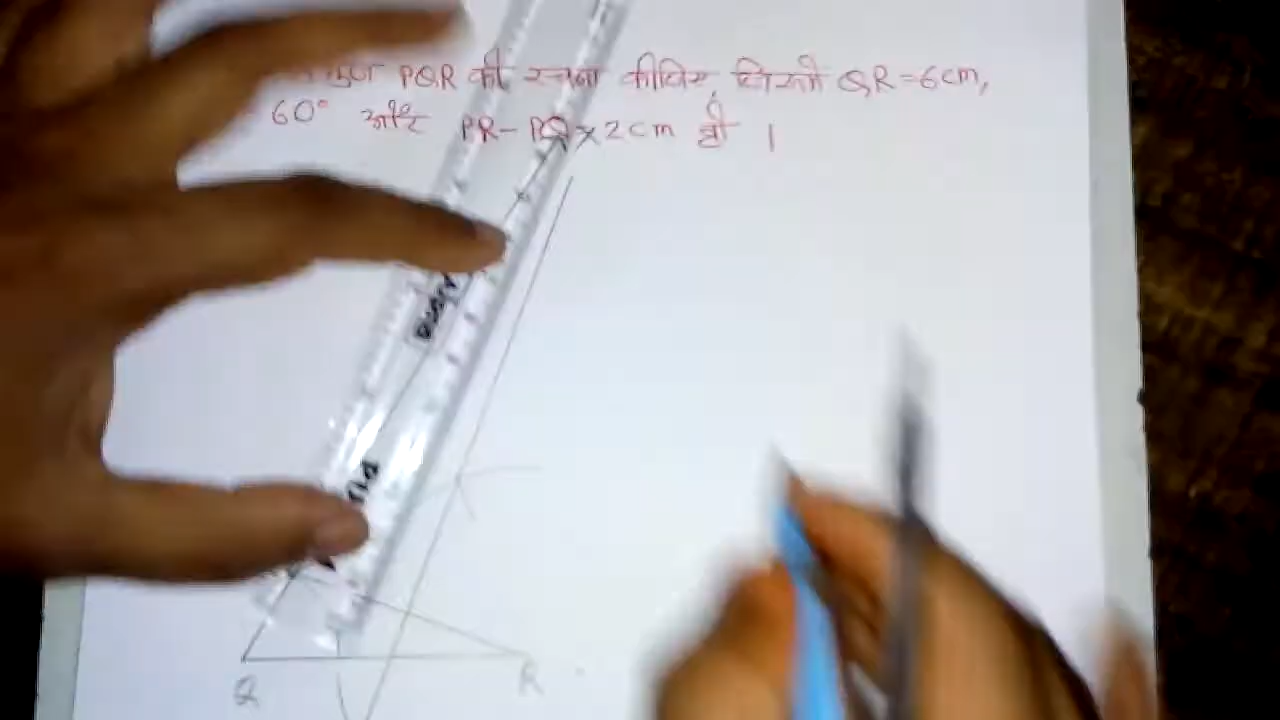 PQR की रचना कीजिए, जिसमें QR=6cm,
60° और PR-PQ=2cm हो ।
Q R